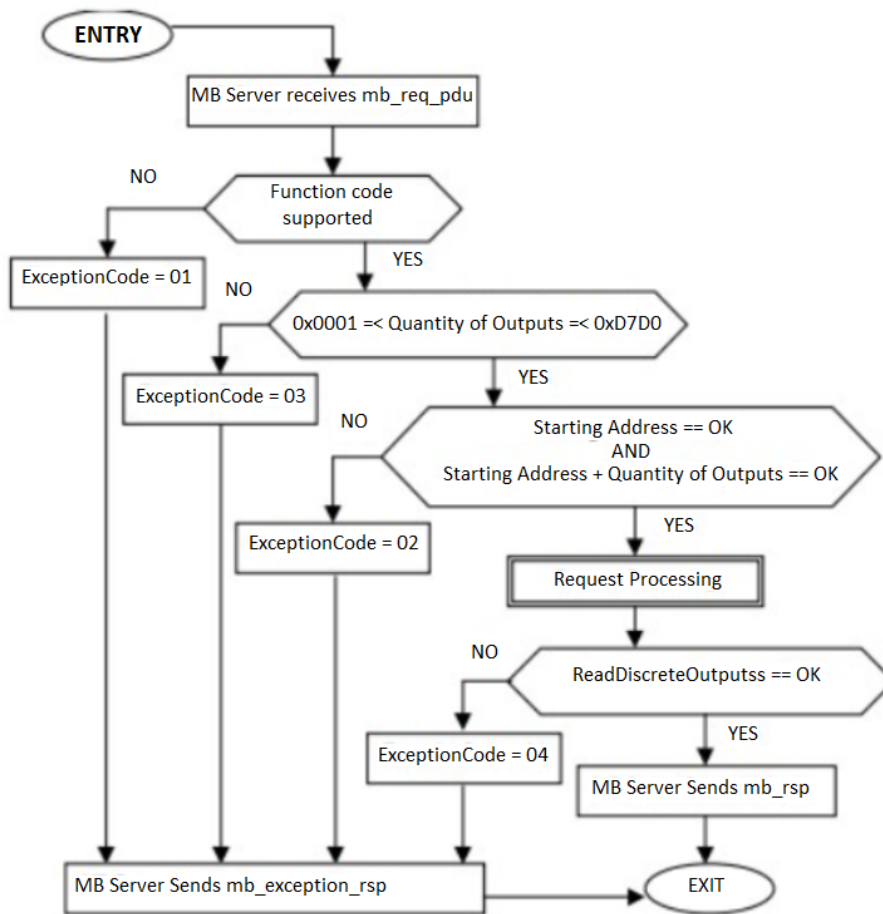 ENTRY
MB Server receives mb_req_pdu
NO
Function code
supported
YES
ExceptionCode = 01
NO
0x0001 =< Quantity of Outputs =< 0xD7D0
YES
ExceptionCode = 03
NO
Starting Address == OK
AND
Starting Address + Quantity of Outputs == OK
YES
ExceptionCode = 02
Request Processing
NO
ReadDiscreteOutputss == OK
YES
ExceptionCode = 04
MB Server Sends mb_rsp
MB Server Sends mb_exception_rsp
EXIT